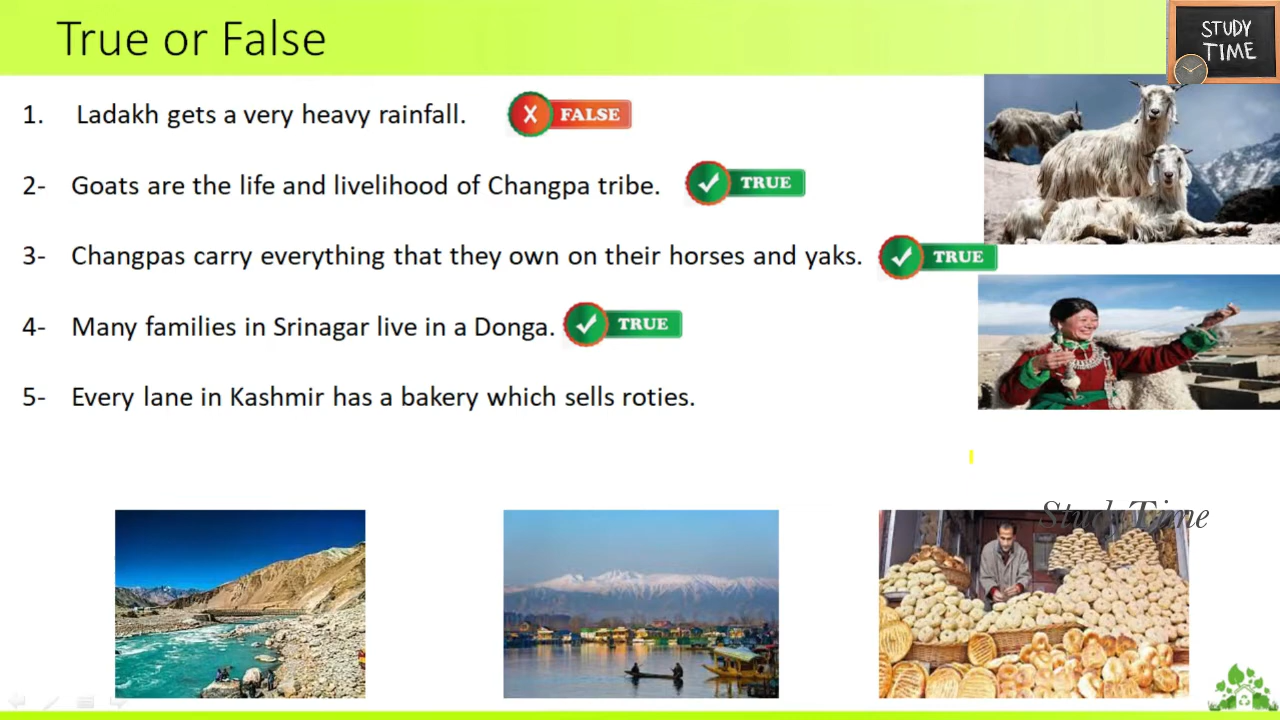 True or False
STUDY
TIME
1. Ladakh gets a very heavy rainfall. X FALSE
2- Goats are the life and livelihood of Changpa tribe. TRUE
3- Changpas carry everything that they own on their horses and yaks. TRUE
4- Many families in Srinagar live in a Donga. TRUE
5- Every lane in Kashmir has a bakery which sells roties.
Study Time